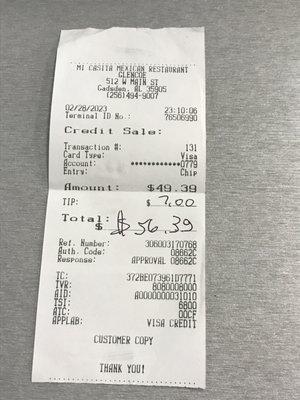 MI CASITA MEXICAN RESTAURANT
GLENCOE
512 W MAIN ST
Gadsden, AL 35905
(256)494-9007
02/28/2023 23:10:06
Terminal ID No.: 76506990
Credit Sale:
Transaction #: 131
Card Type: Visa
Account: ************0779
Entry: Chip
Amount: $49.39
TIP: $ 7.00
Total: $ $56.39
Ref. Number: 306003170768
Auth. Code: 08662C
Response: APPROVAL 08662C
TC: 372BE073961D7771
TVR: 8080008000
AID: A0000000031010
TSI: 6800
ATC: 00CF
APPLAB: VISA CREDIT
CUSTOMER COPY
THANK YOU!